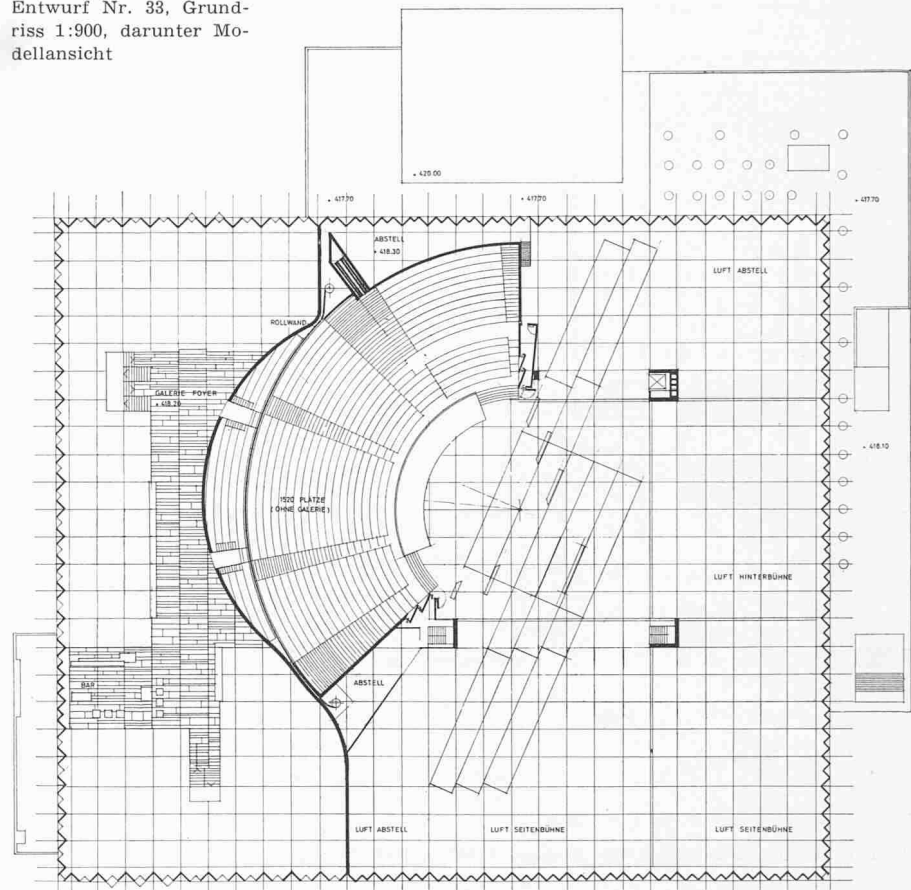 Entwurf Nr. 33, Grund-
riss 1:900, darunter Mo-
dellansicht
420.00
417.70
417.70
417.70
ABSTELL
418.30
LUFT ABSTELL
ROLLWAND
GALERIE FOYER
418.20
418.10
1520 PLÄTZE
(OHNE GALERIE)
LUFT HINTERBÜHNE
ABSTELL
BAR
LUFT ABSTELL
LUFT SEITENBÜHNE
LUFT SEITENBÜHNE